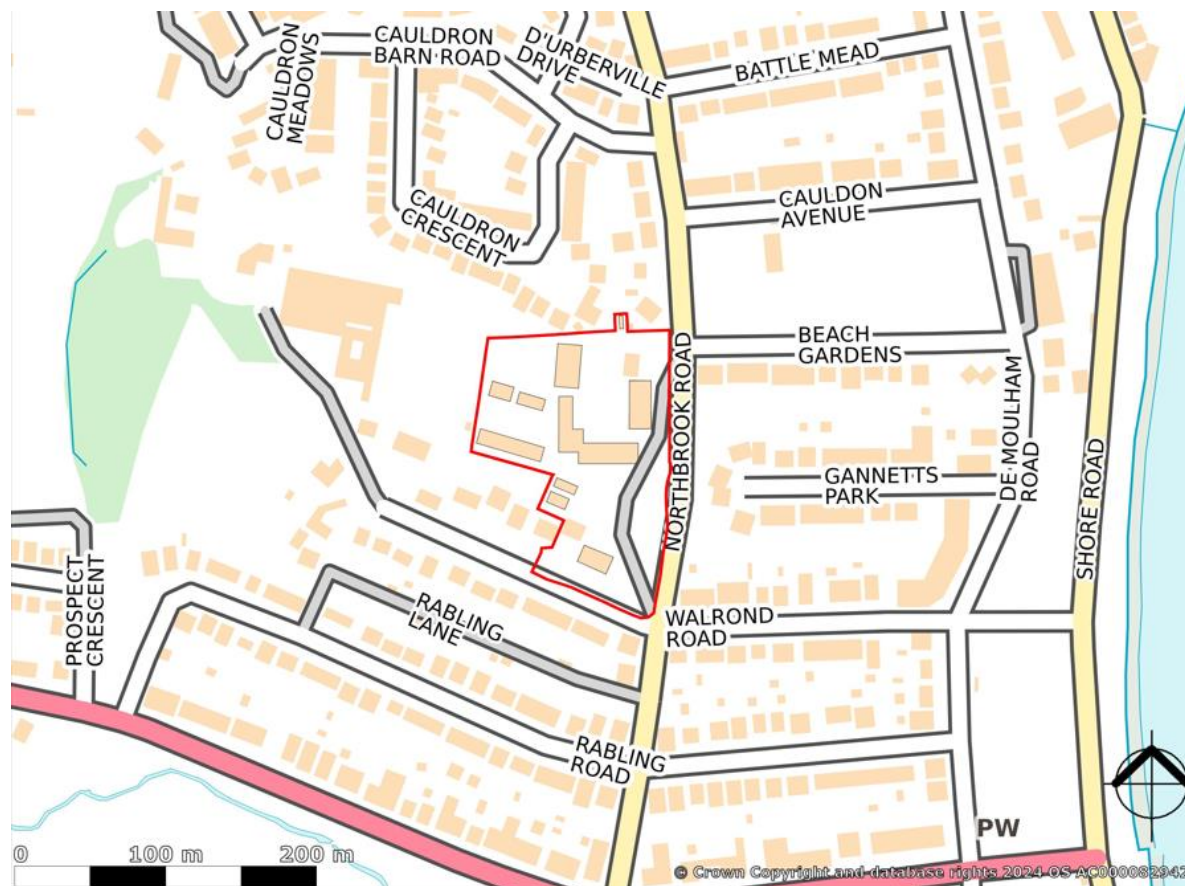 CAULDRON
BARN ROAD
D'URBERVILLE
DRIVE
BATTLE MEAD
CAULDRON
MEADOWS
CAULDRON
CRESCENT
CAULDON
AVENUE
BEACH
GARDENS
NORTHBROOK ROAD
DE MOULHAM
ROAD
GANNETTS
PARK
SHORE ROAD
PROSPECT
CRESCENT
RABLING
LANE
WALROND
ROAD
RABLING
ROAD
PW
0 100 m 200 m
© Crown Copyright and database rights 2024 OS AC000082942